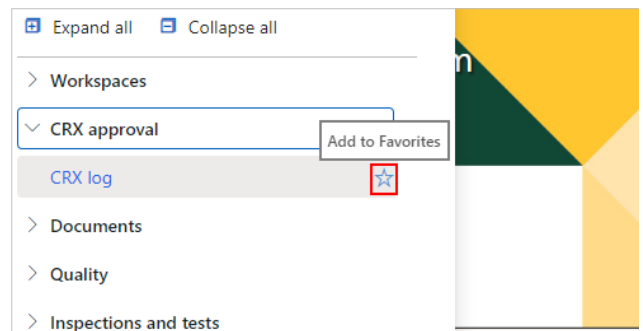 Expand all Collapse all
m
Workspaces
CRX approval
Add to Favorites
CRX log
Documents
Quality
Inspections and tests